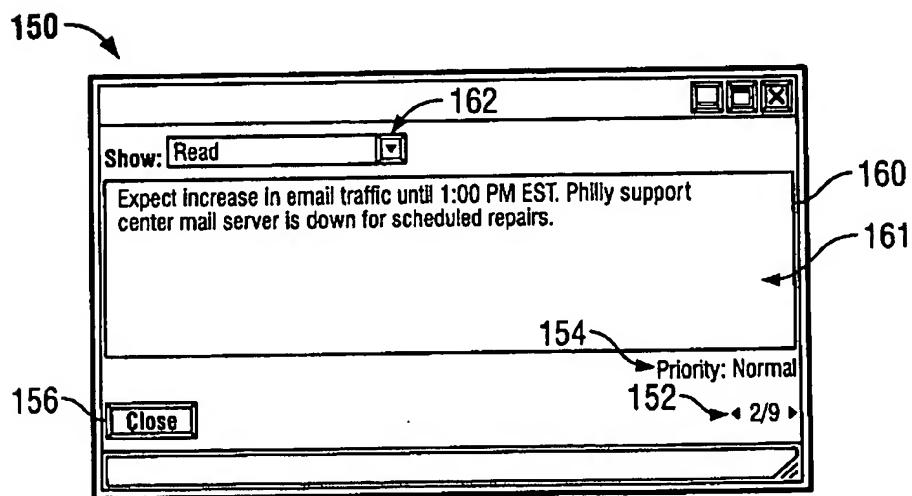 150
162
Show: Read
Expect increase in email traffic until 1:00 PM EST. Philly support
center mail server is down for scheduled repairs.
160
161
154
Priority: Normal
152
2/9
156
Close